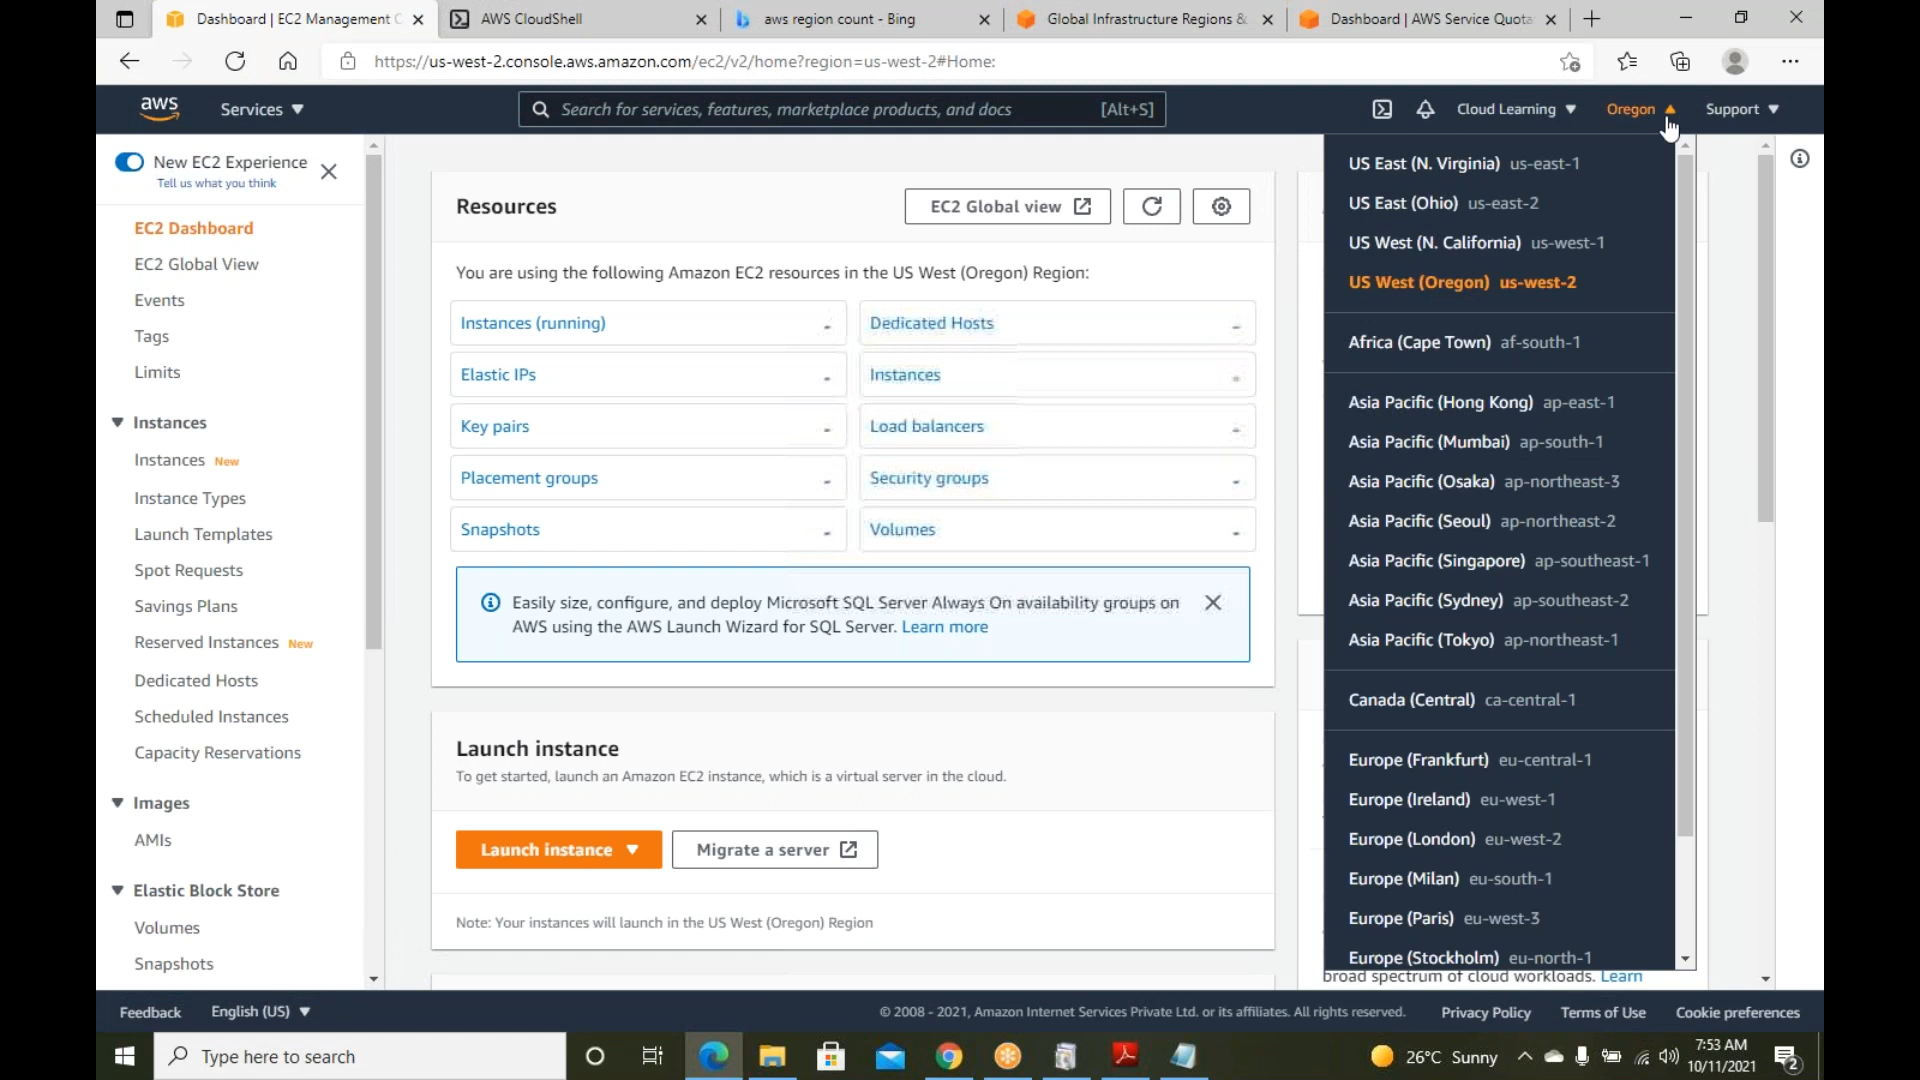 Dashboard | EC2 Management C
AWS CloudShell
aws region count - Bing
Global Infrastructure Regions &
Dashboard | AWS Service Quota
https://us-west-2.console.aws.amazon.com/ec2/v2/home?region=us-west-2#Home:
aws
Services
Search for services, features, marketplace products, and docs
[Alt+S]
Cloud Learning
Oregon
Support
New EC2 Experience
Tell us what you think
EC2 Dashboard
EC2 Global View
Events
Tags
Limits
Instances
Instances New
Instance Types
Launch Templates
Spot Requests
Savings Plans
Reserved Instances New
Dedicated Hosts
Scheduled Instances
Capacity Reservations
Images
AMIs
Elastic Block Store
Volumes
Snapshots
Resources
EC2 Global view
You are using the following Amazon EC2 resources in the US West (Oregon) Region:
Instances (running) -
Dedicated Hosts -
Elastic IPs -
Instances
Key pairs -
Load balancers -
Placement groups -
Security groups -
Snapshots -
Volumes -
Easily size, configure, and deploy Microsoft SQL Server Always On availability groups on
AWS using the AWS Launch Wizard for SQL Server. Learn more
Launch instance
To get started, launch an Amazon EC2 instance, which is a virtual server in the cloud.
Launch instance
Migrate a server
Note: Your instances will launch in the US West (Oregon) Region
US East (N. Virginia) us-east-1
US East (Ohio) us-east-2
US West (N. California) us-west-1
US West (Oregon) us-west-2
Africa (Cape Town) af-south-1
Asia Pacific (Hong Kong) ap-east-1
Asia Pacific (Mumbai) ap-south-1
Asia Pacific (Osaka) ap-northeast-3
Asia Pacific (Seoul) ap-northeast-2
Asia Pacific (Singapore) ap-southeast-1
Asia Pacific (Sydney) ap-southeast-2
Asia Pacific (Tokyo) ap-northeast-1
Canada (Central) ca-central-1
Europe (Frankfurt) eu-central-1
Europe (Ireland) eu-west-1
Europe (London) eu-west-2
Europe (Milan) eu-south-1
Europe (Paris) eu-west-3
Europe (Stockholm) eu-north-1
broad spectrum of cloud workloads. Learn
Feedback
English (US)
© 2008 - 2021, Amazon Internet Services Private Ltd. or its affiliates. All rights reserved.
Privacy Policy
Terms of Use
Cookie preferences
Type here to search
26°C Sunny
7:53 AM
10/11/2021
2